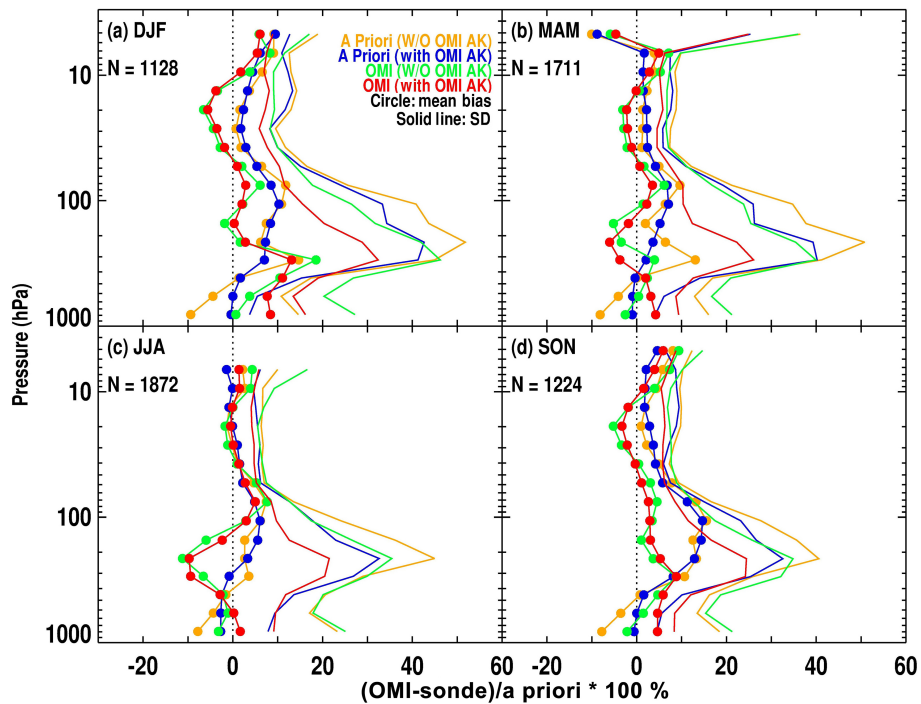 (a) DJF
N = 1128
A Priori (W/O OMI AK)
A Priori (with OMI AK)
OMI (W/O OMI AK)
OMI (with OMI AK)
Circle: mean bias
Solid line: SD
(b) MAM
N = 1711
10
100
1000
(c) JJA
N = 1872
(d) SON
N = 1224
10
100
1000
Pressure (hPa)
-20 0 20 40 -20 0 20 40 60
(OMI-sonde)/a priori * 100 %